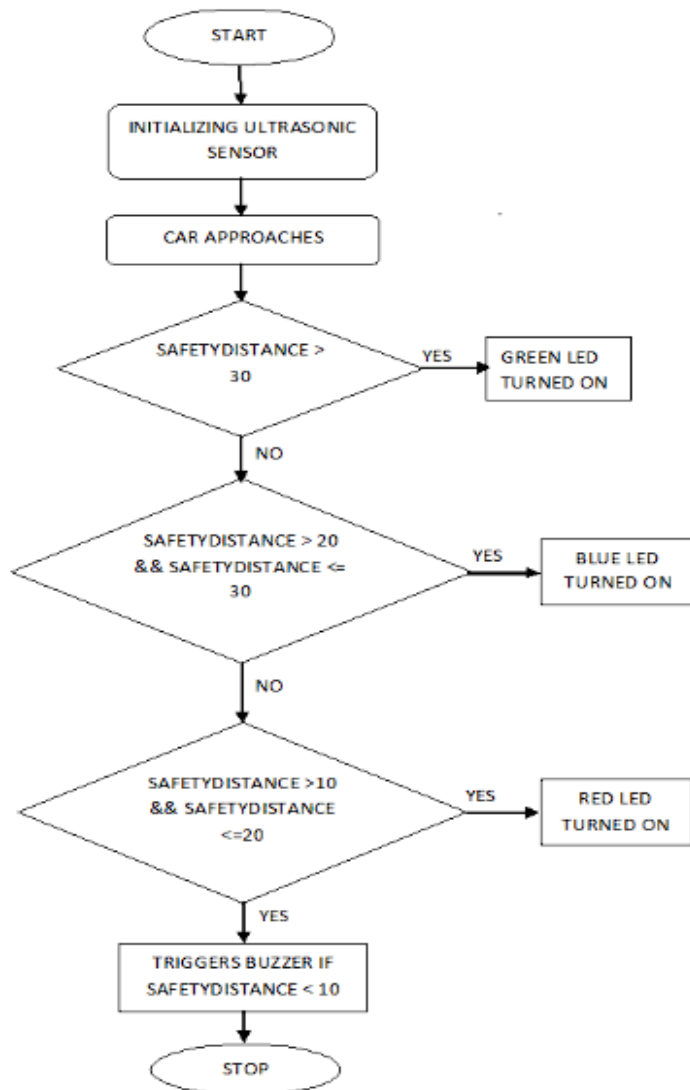 START
INITIALIZING ULTRASONIC
SENSOR
CAR APPROACHES
SAFETYDISTANCE >
30
YES
GREEN LED
TURNED ON
NO
SAFETYDISTANCE > 20
&& SAFETYDISTANCE <=
30
YES
BLUE LED
TURNED ON
NO
SAFETYDISTANCE >10
&& SAFETYDISTANCE
<=20
YES
RED LED
TURNED ON
YES
TRIGGERS BUZZER IF
SAFETYDISTANCE < 10
STOP